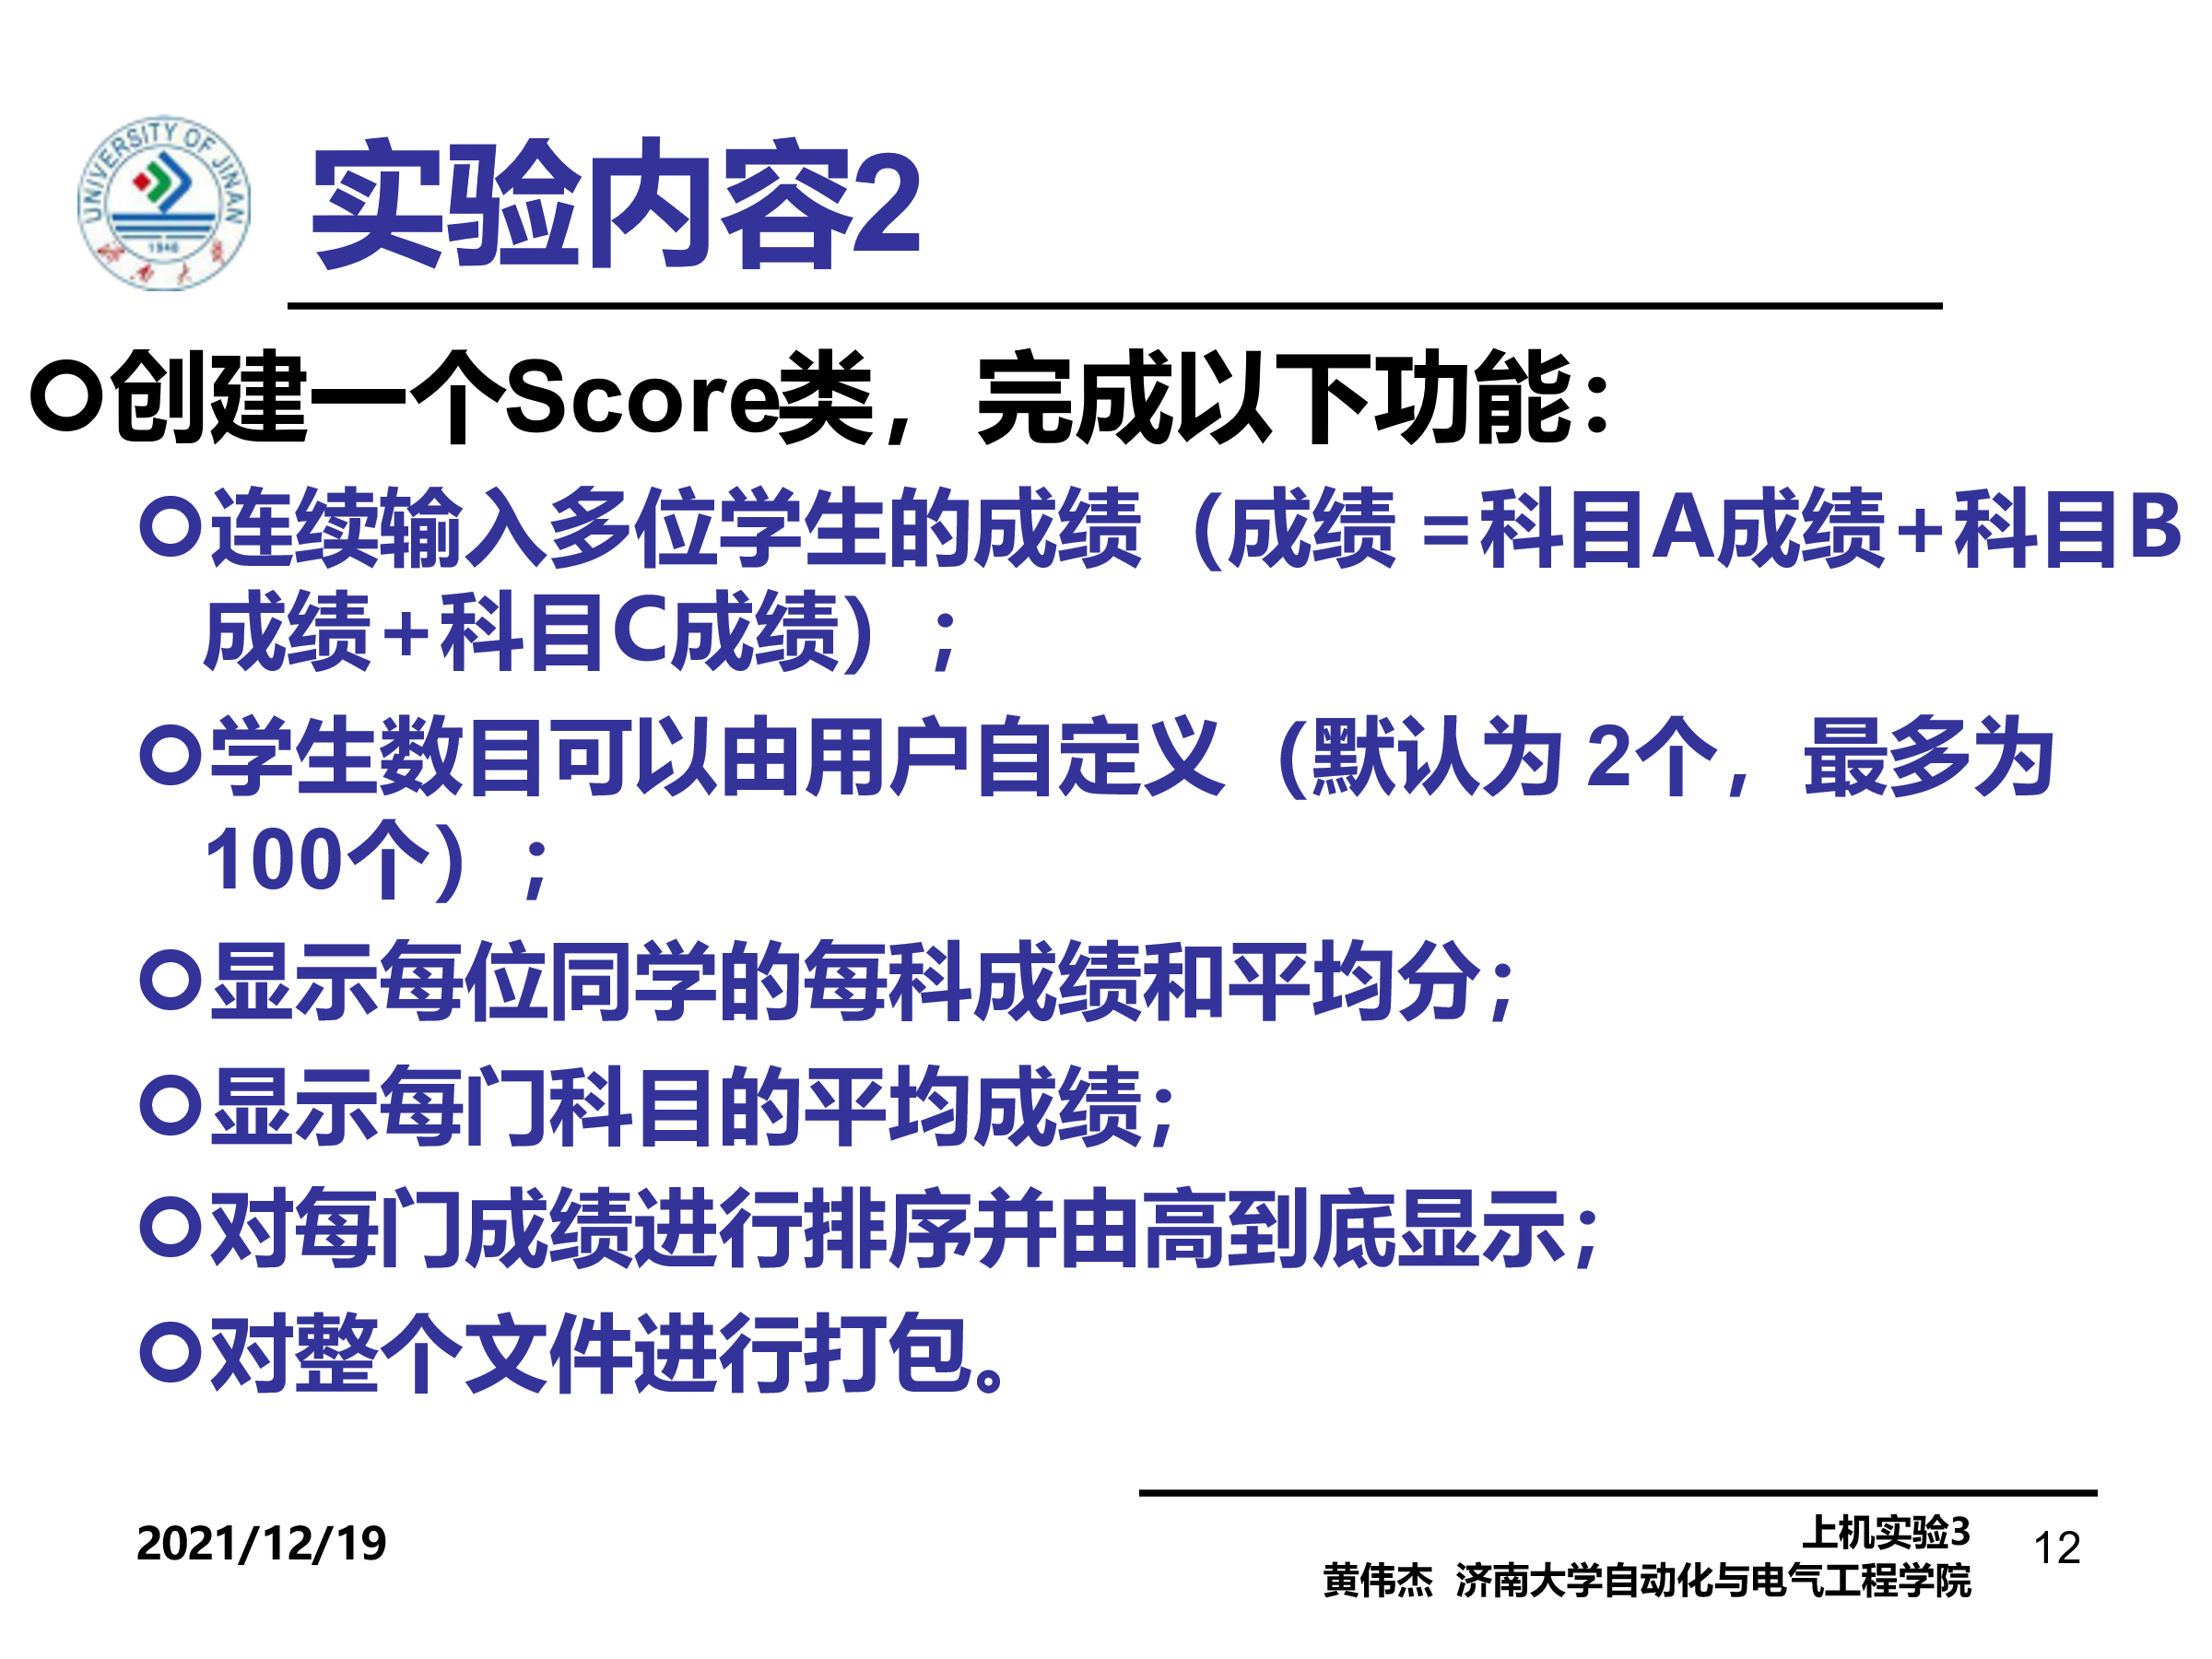 UNIVERSITY OF JINAN
1948
实验内容2
创建一个Score类，完成以下功能：
连续输入多位学生的成绩（成绩 =科目A成绩+科目B
成绩+科目C成绩）;
学生数目可以由用户自定义（默认为 2个，最多为
100个）;
显示每位同学的每科成绩和平均分;
显示每门科目的平均成绩;
对每门成绩进行排序并由高到底显示;
对整个文件进行打包。
2021/12/19
上机实验3
黄伟杰 济南大学自动化与电气工程学院
12